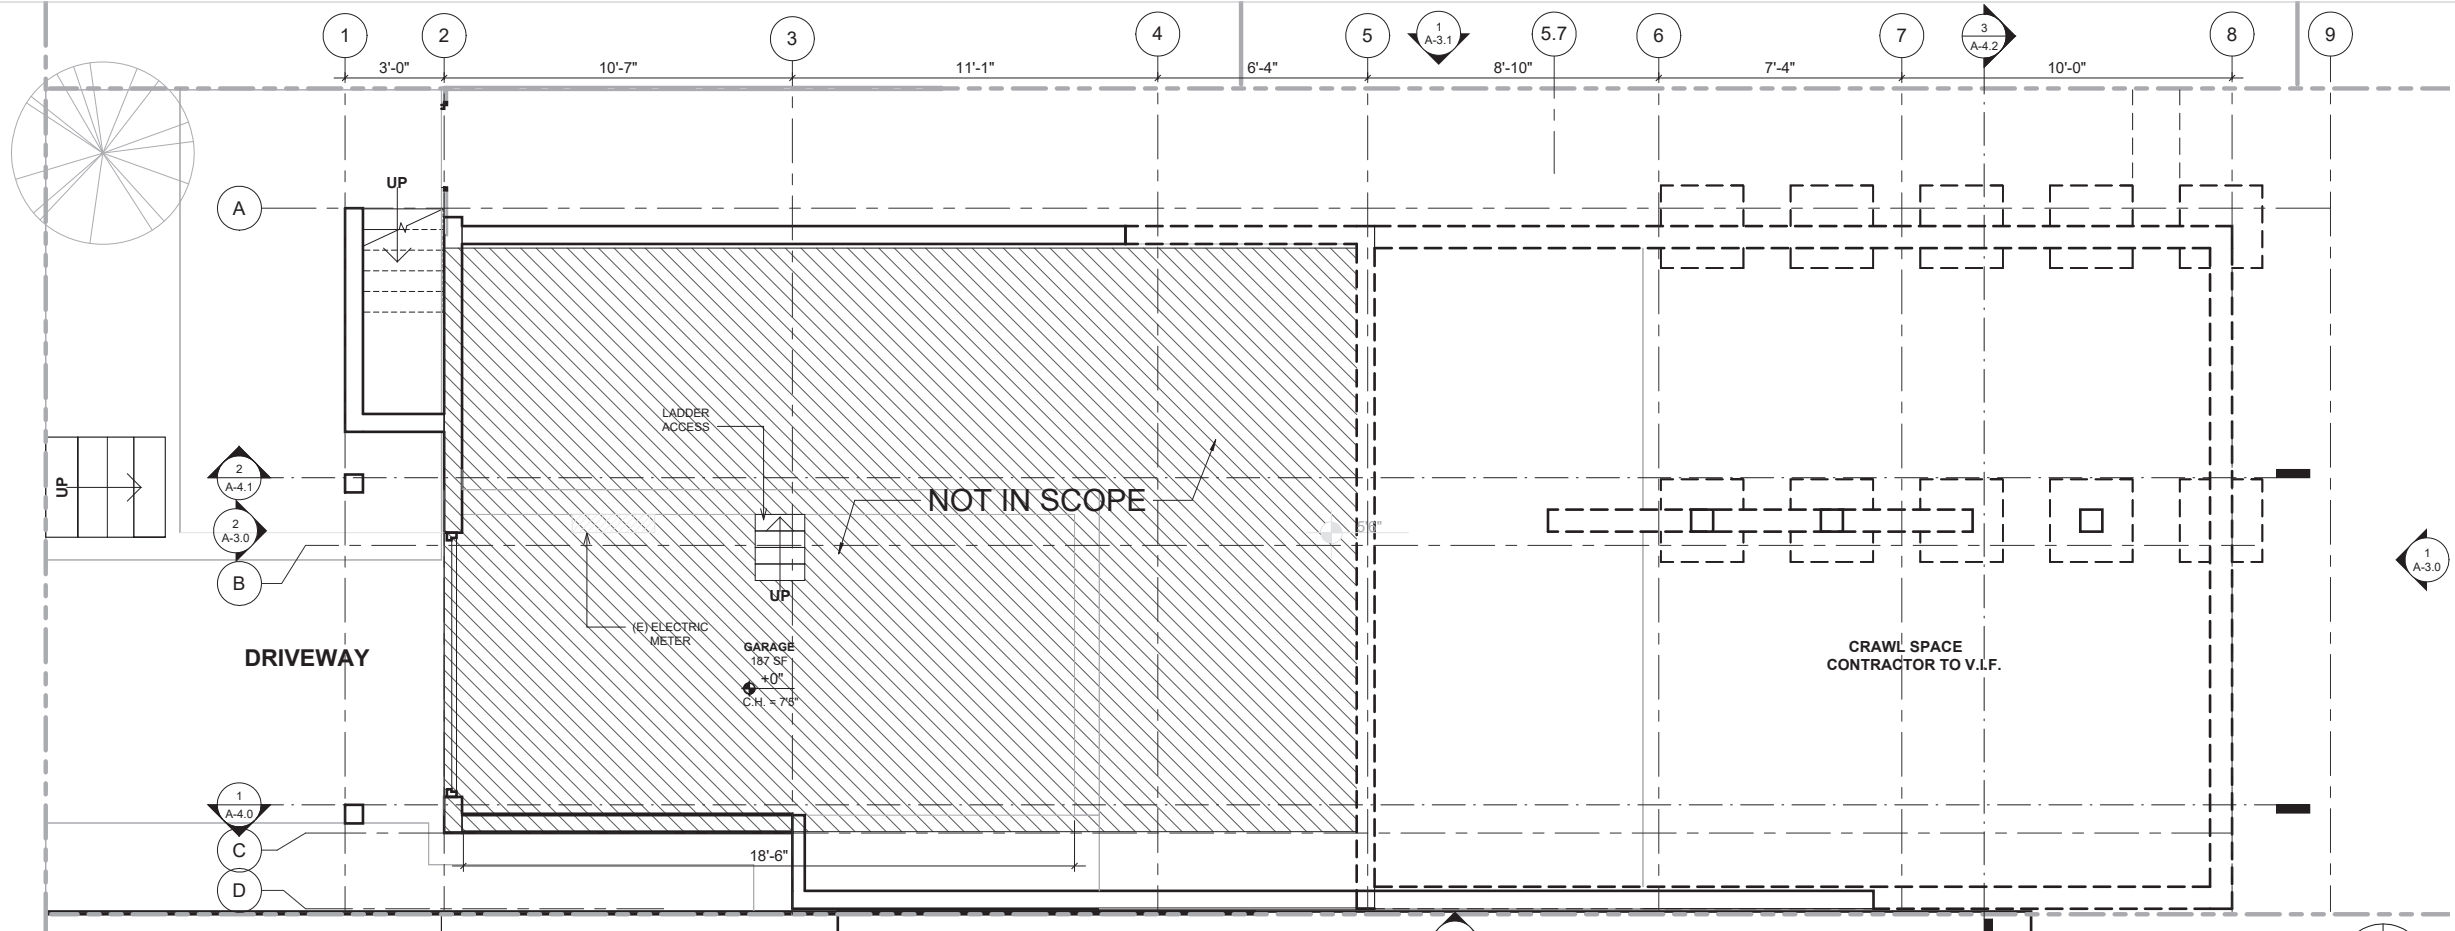 1
2
3
4
5
1
A-3.1
5.7
6
7
3
A-4.2
8
9
3'-0"
10'-7"
11'-1"
6'-4"
8'-10"
7'-4"
10'-0"
UP
A
LADDER
ACCESS
2
A-4.1
UP
NOT IN SCOPE
2
A-3.0
5'6"
1
A-3.0
B
UP
(E) ELECTRIC
METER
DRIVEWAY
GARAGE
187 SF
+0"
C.H. = 7'5"
CRAWL SPACE
CONTRACTOR TO V.I.F.
1
A-4.0
C
18'-6"
D